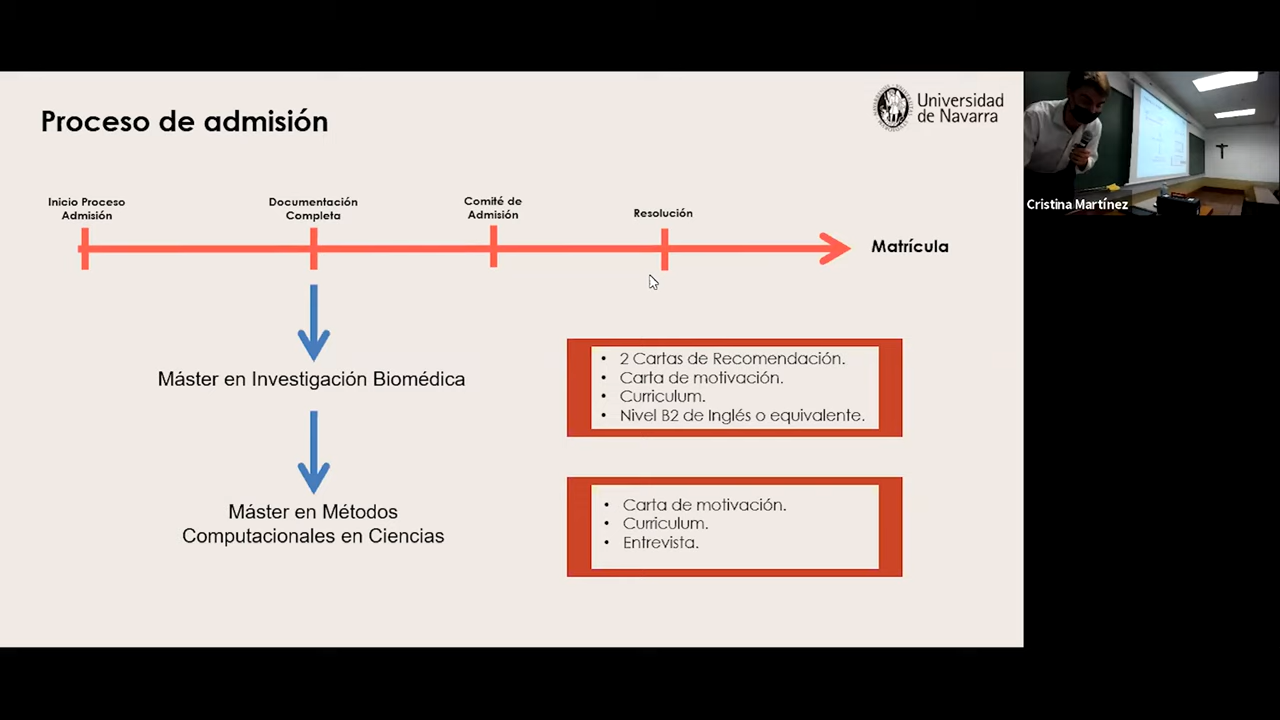 Proceso de admisión
Universidad
de Navarra
Inicio Proceso
Admisión
Documentación
Completa
Comité de
Admisión
Resolución
Matrícula
Máster en Investigación Biomédica
• 2 Cartas de Recomendación.
• Carta de motivación.
• Curriculum.
• Nivel B2 de Inglés o equivalente.
Máster en Métodos
Computacionales en Ciencias
• Carta de motivación.
• Curriculum.
• Entrevista.
Cristina Martínez